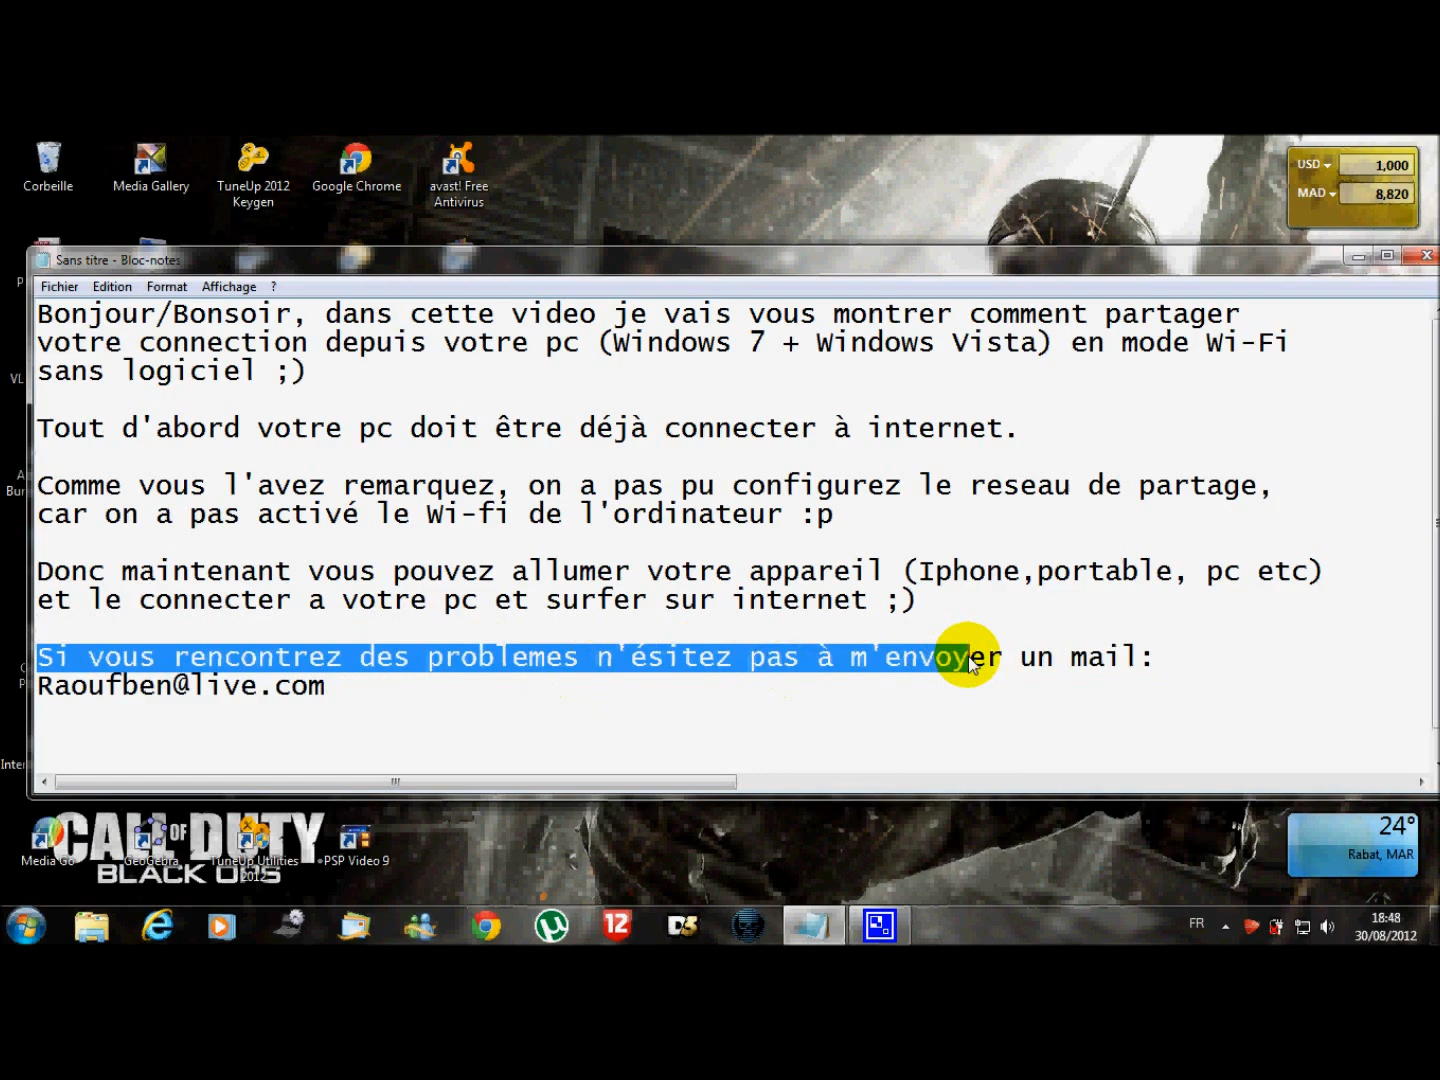 Corbeille
Media Gallery
TuneUp 2012
Keygen
Google Chrome
avast! Free
Antivirus
USD
1,000
MAD
8,820
Sans titre - Bloc-notes
Fichier Edition Format Affichage ?
Bonjour/Bonsoir, dans cette video je vais vous montrer comment partager
votre connection depuis votre pc (Windows 7 + Windows Vista) en mode Wi-Fi
sans logiciel ;)
Tout d'abord votre pc doit être déjà connecter à internet.
Comme vous l'avez remarquez, on a pas pu configurez le reseau de partage,
car on a pas activé le Wi-fi de l'ordinateur :p
Donc maintenant vous pouvez allumer votre appareil (Iphone,portable, pc etc)
et le connecter a votre pc et surfer sur internet ;)
Si vous rencontrez des problemes n'ésitez pas à m'envoyer un mail:
Raoufben@live.com
CALL OF DUTY
BLACK OPS
Media Go
GeoGebra
TuneUp Utilities
2012
PSP Video 9
24°
Rabat, MAR
12
FR
18:48
30/08/2012